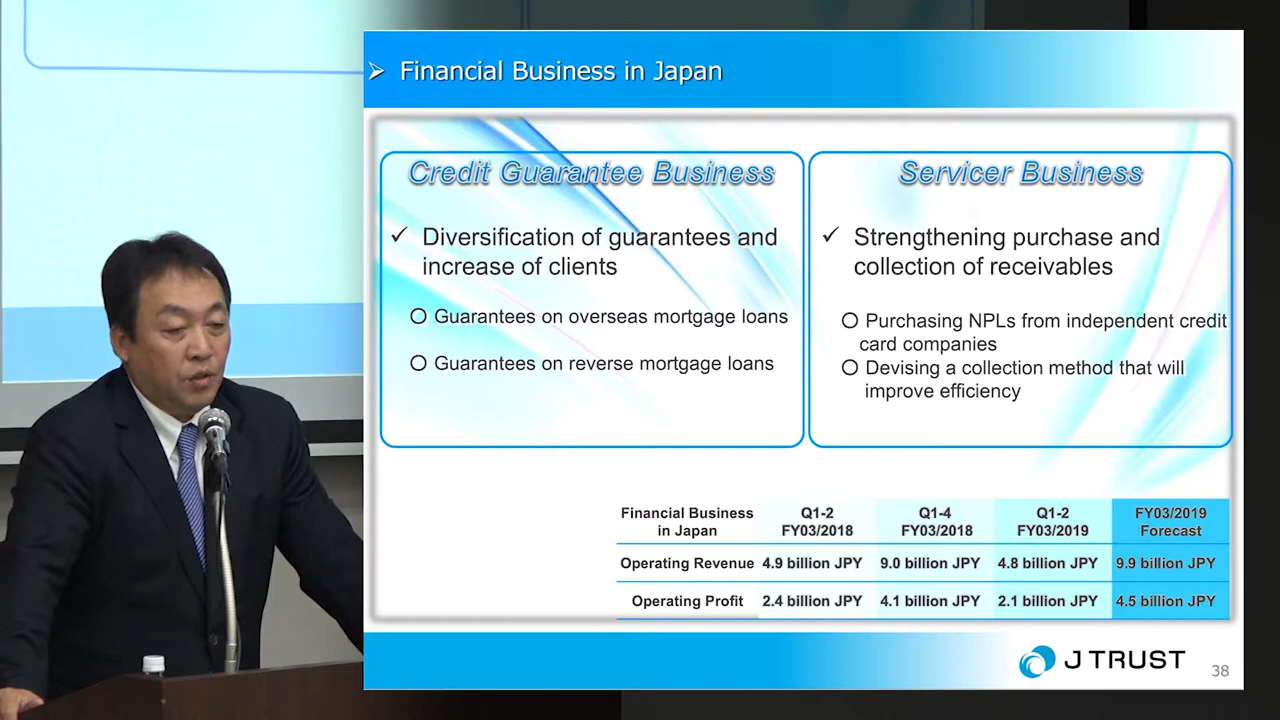 Financial Business in Japan
Credit Guarantee Business
✓ Diversification of guarantees and
increase of clients
○ Guarantees on overseas mortgage loans
○ Guarantees on reverse mortgage loans
Servicer Business
✓ Strengthening purchase and
collection of receivables
○ Purchasing NPLs from independent credit
card companies
○ Devising a collection method that will
improve efficiency
Financial Business in Japan Q1-2 FY03/2018 Q1-4 FY03/2018 Q1-2 FY03/2019 FY03/2019 Forecast
Operating Revenue 4.9 billion JPY 9.0 billion JPY 4.8 billion JPY 9.9 billion JPY
Operating Profit 2.4 billion JPY 4.1 billion JPY 2.1 billion JPY 4.5 billion JPY
J TRUST
38